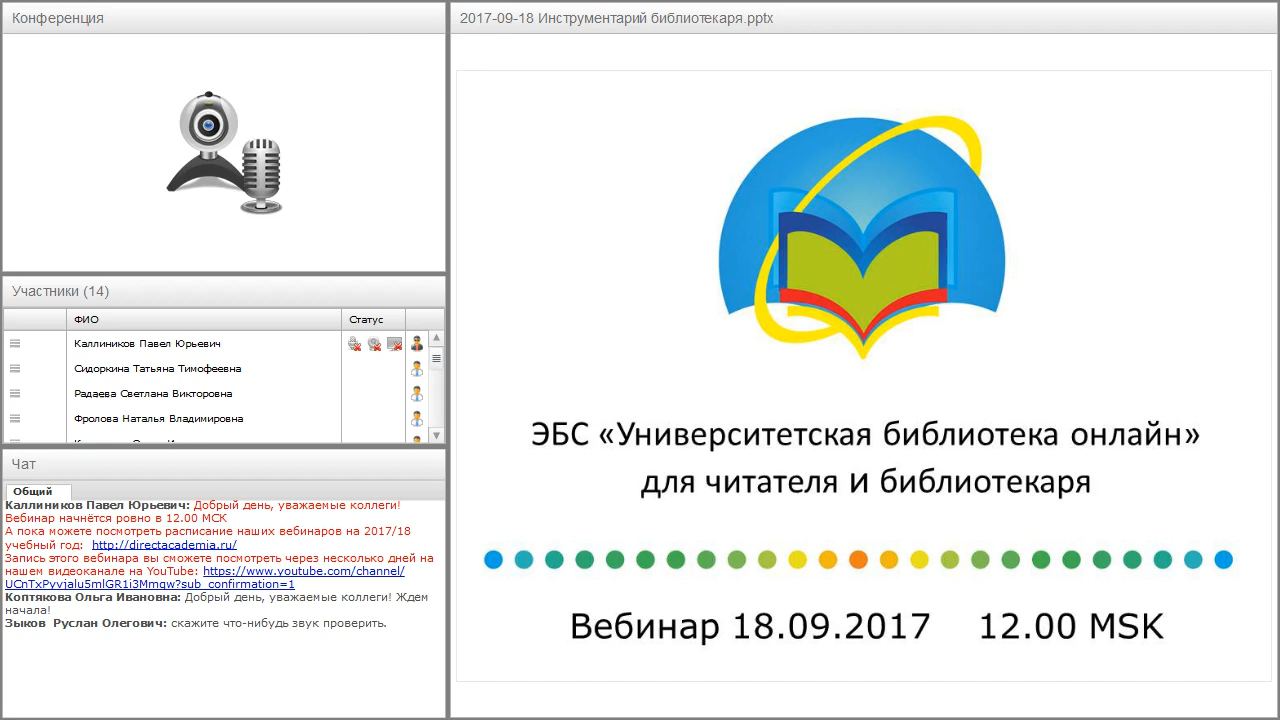 Конференция
Участники (14)
ФИО
Статус
Каллиников Павел Юрьевич
Сидоркина Татьяна Тимофеевна
Радаева Светлана Викторовна
Фролова Наталья Владимировна
Чат
Общий
Каллиников Павел Юрьевич: Добрый день, уважаемые коллеги!
Вебинар начнётся ровно в 12.00 МСК
А пока можете посмотреть расписание наших вебинаров на 2017/18
учебный год: http://directacademia.ru/
Запись этого вебинара вы сможете посмотреть через несколько дней на
нашем видеоканале на YouTube: https://www.youtube.com/channel/
UCnTxPyvjalu5mlGR1i3Mmqw?sub_confirmation=1
Коптякова Ольга Ивановна: Добрый день, уважаемые коллеги! Ждем
начала!
Зыков Руслан Олегович: скажите что-нибудь звук проверить.
2017-09-18 Инструментарий библиотекаря.pptx
ЭБС «Университетская библиотека онлайн»
для читателя и библиотекаря
Вебинар 18.09.2017 12.00 MSK